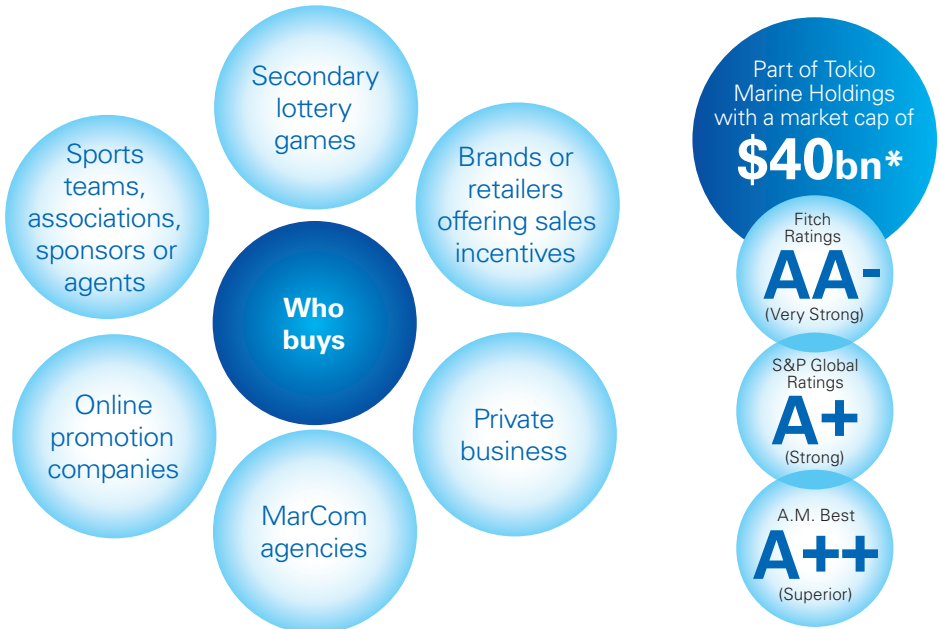 Secondary
lottery
games
Sports
teams,
associations,
sponsors or
agents
Brands or
retailers
offering sales
incentives
Who
buys
Online
promotion
companies
Private
business
MarCom
agencies
Part of Tokio
Marine Holdings
with a market cap of
$40bn*
Fitch
Ratings
AA-
(Very Strong)
S&P Global
Ratings
A+
(Strong)
A.M. Best
A++
(Superior)